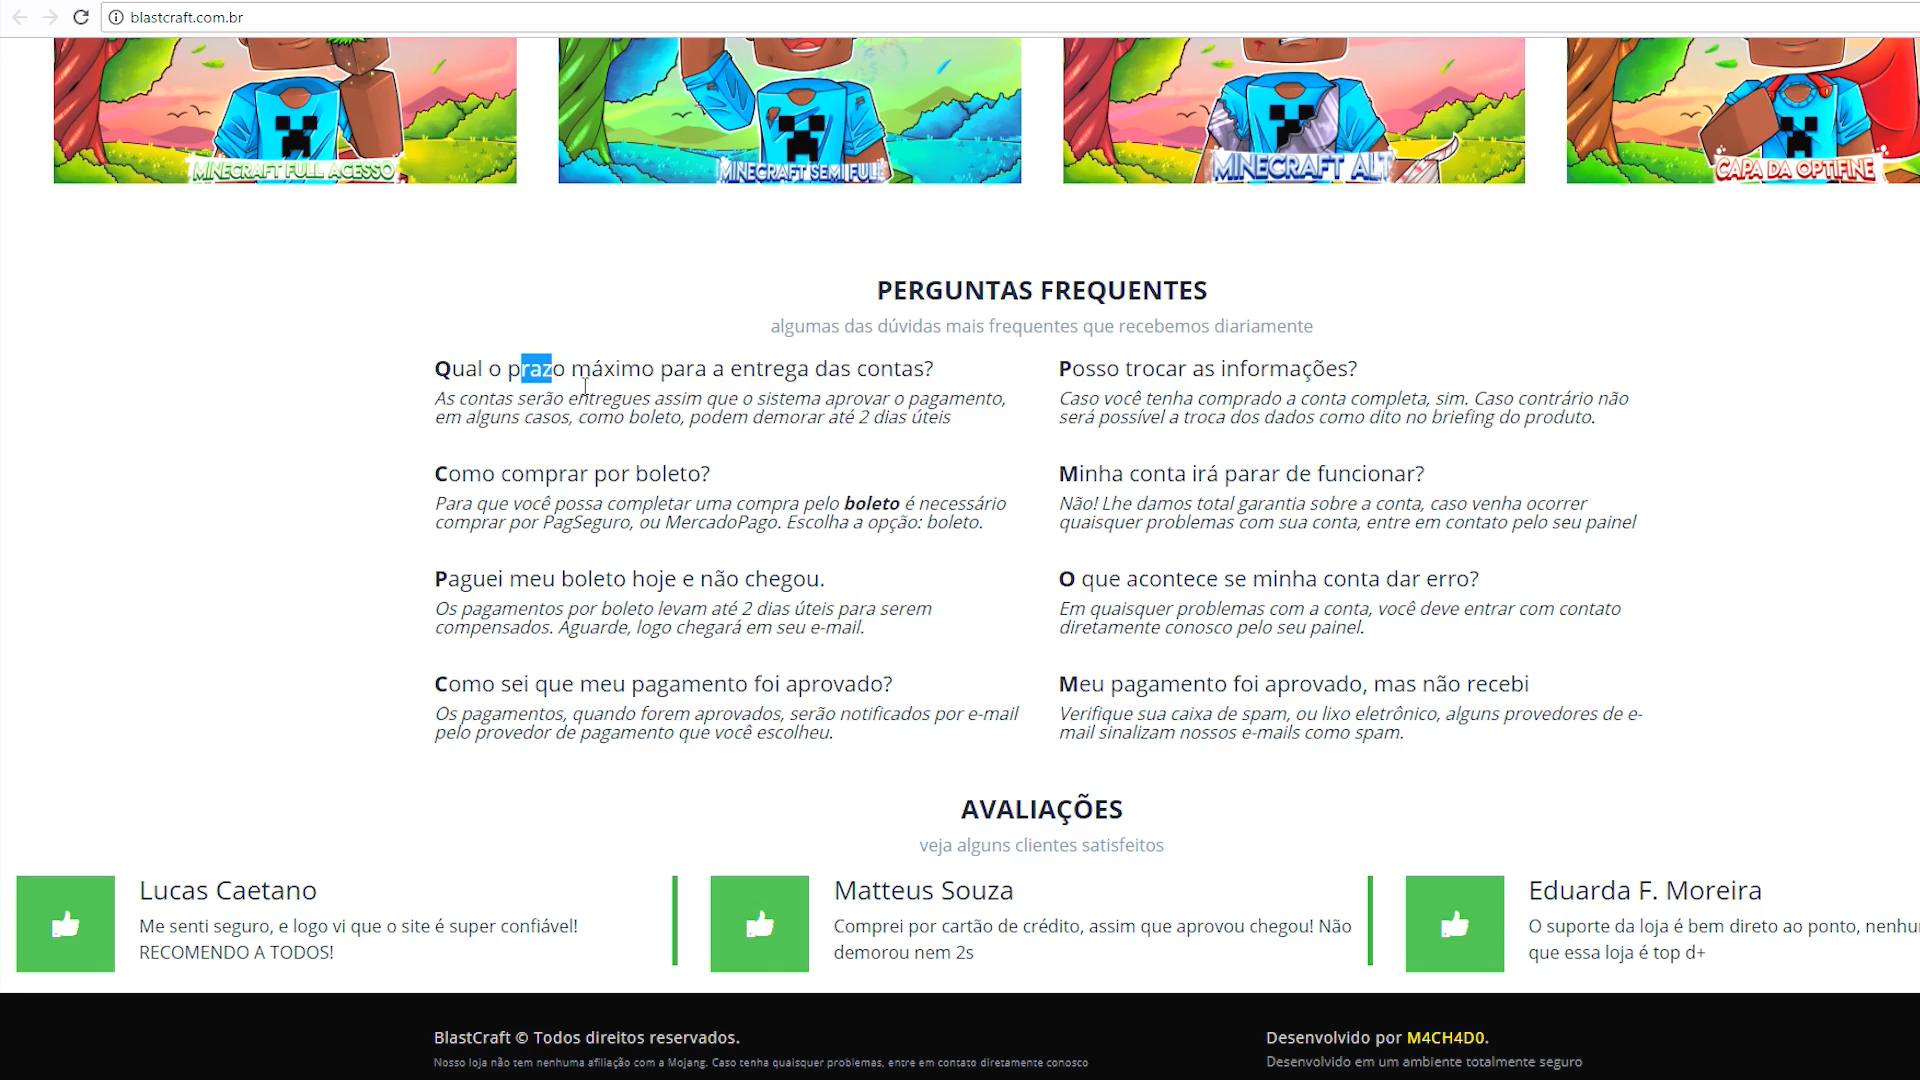 blastcraft.com.br
MINECRAFT FULL ACESSO
MINECRAFT SEMI FULL
MINECRAFT ALT
CAPA DA OPTIFINE
PERGUNTAS FREQUENTES
algumas das dúvidas mais frequentes que recebemos diariamente
Qual o prazo máximo para a entrega das contas?
As contas serão entregues assim que o sistema aprovar o pagamento,
em alguns casos, como boleto, podem demorar até 2 dias úteis
Como comprar por boleto?
Para que você possa completar uma compra pelo boleto é necessário
comprar por PagSeguro, ou MercadoPago. Escolha a opção: boleto.
Paguei meu boleto hoje e não chegou.
Os pagamentos por boleto levam até 2 dias úteis para serem
compensados. Aguarde, logo chegará em seu e-mail.
Como sei que meu pagamento foi aprovado?
Os pagamentos, quando forem aprovados, serão notificados por e-mail
pelo provedor de pagamento que você escolheu.
Posso trocar as informações?
Caso você tenha comprado a conta completa, sim. Caso contrário não
será possível a troca dos dados como dito no briefing do produto.
Minha conta irá parar de funcionar?
Não! Lhe damos total garantia sobre a conta, caso venha ocorrer
quaisquer problemas com sua conta, entre em contato pelo seu painel
O que acontece se minha conta dar erro?
Em quaisquer problemas com a conta, você deve entrar com contato
diretamente conosco pelo seu painel.
Meu pagamento foi aprovado, mas não recebi
Verifique sua caixa de spam, ou lixo eletrônico, alguns provedores de e-
mail sinalizam nossos e-mails como spam.
AVALIAÇÕES
veja alguns clientes satisfeitos
Lucas Caetano
Me senti seguro, e logo vi que o site é super confiável!
RECOMENDO A TODOS!
Matteus Souza
Comprei por cartão de crédito, assim que aprovou chegou! Não
demorou nem 2s
Eduarda F. Moreira
O suporte da loja é bem direto ao ponto,
que essa loja é top d+
BlastCraft © Todos direitos reservados.
Nosso loja não tem nenhuma afiliação com a Mojang. Caso tenha quaisquer problemas, entre em contato diretamente conosco
Desenvolvido por M4CH4D0.
Desenvolvido em um ambiente totalmente seguro